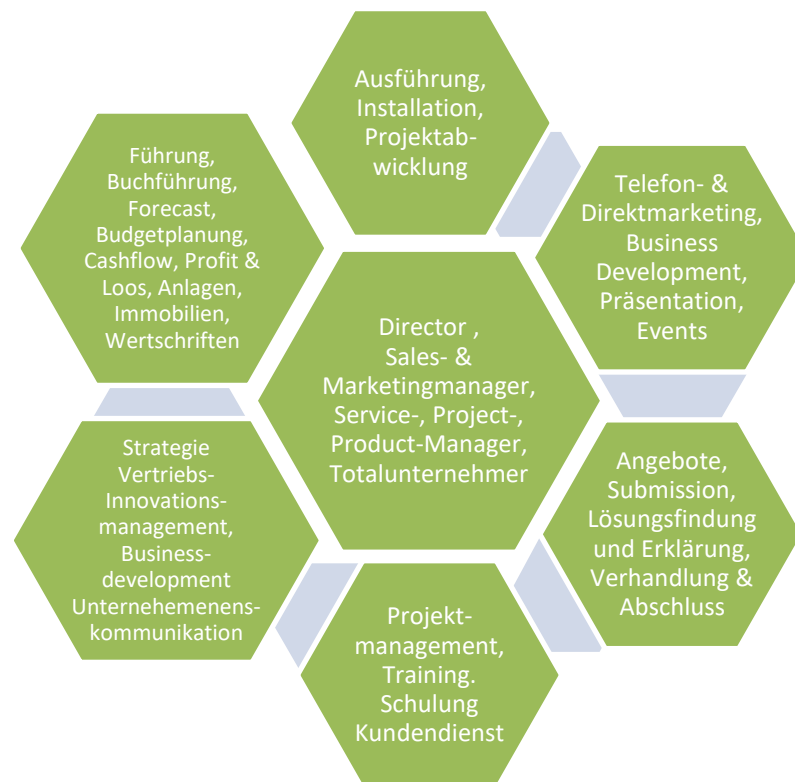 Ausführung,
Installation,
Projektab-
wicklung
Führung,
Buchführung,
Forecast,
Budgetplanung,
Cashflow, Profit &
Loos, Anlagen,
Immobilien,
Wertschriften
Telefon- &
Direktmarketing,
Business
Development,
Präsentation,
Events
Director ,
Sales- &
Marketingmanager,
Service-, Project-,
Product-Manager,
Totalunternehmer
Strategie
Vertriebs-
Innovations-
management,
Business-
development
Unternehemenens-
kommunikation
Angebote,
Submission,
Lösungsfindung
und Erklärung,
Verhandlung &
Abschluss
Projekt-
management,
Training.
Schulung
Kundendienst